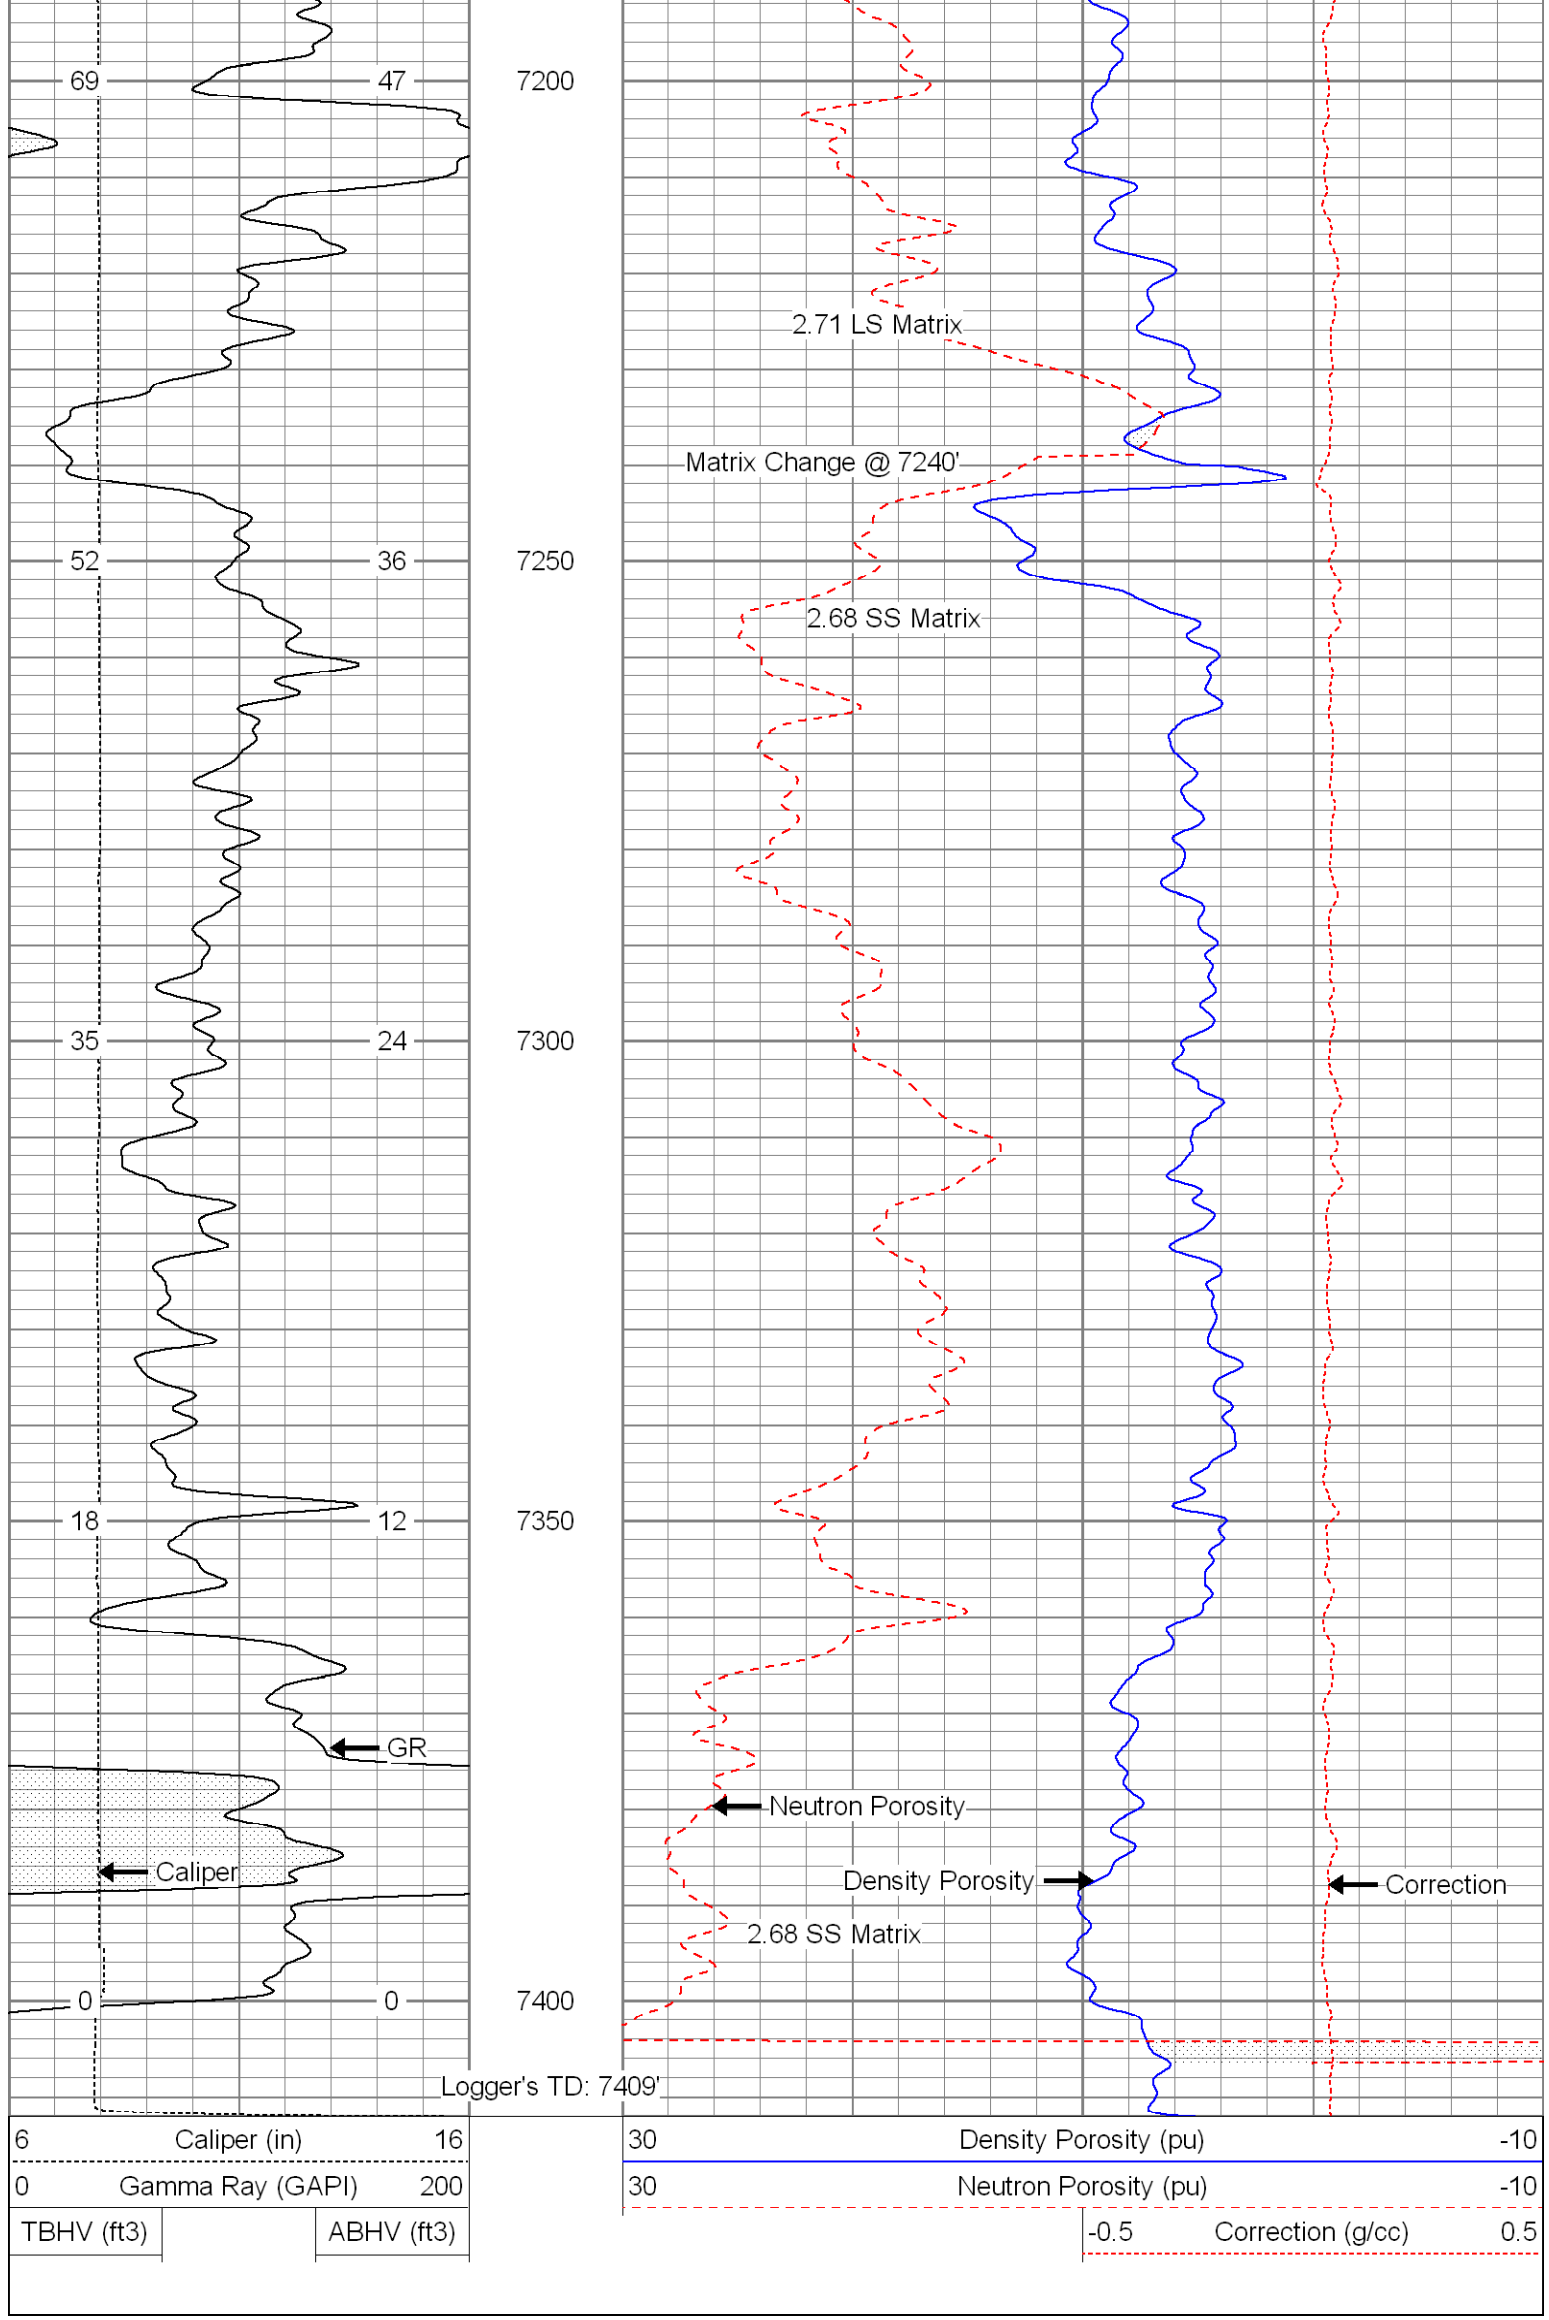 69 47 7200
2.71 LS Matrix
Matrix Change @ 7240'
52 36 7250
2.68 SS Matrix
35 24 7300
18 12 7350
GR
Neutron Porosity
Caliper
Density Porosity
Correction
2.68 SS Matrix
0 0 7400
Logger's TD: 7409'
6 Caliper (in) 16 30 Density Porosity (pu) -10
0 Gamma Ray (GAPI) 200 30 Neutron Porosity (pu) -10
TBHV (ft3) ABHV (ft3) -0.5 Correction (g/cc) 0.5